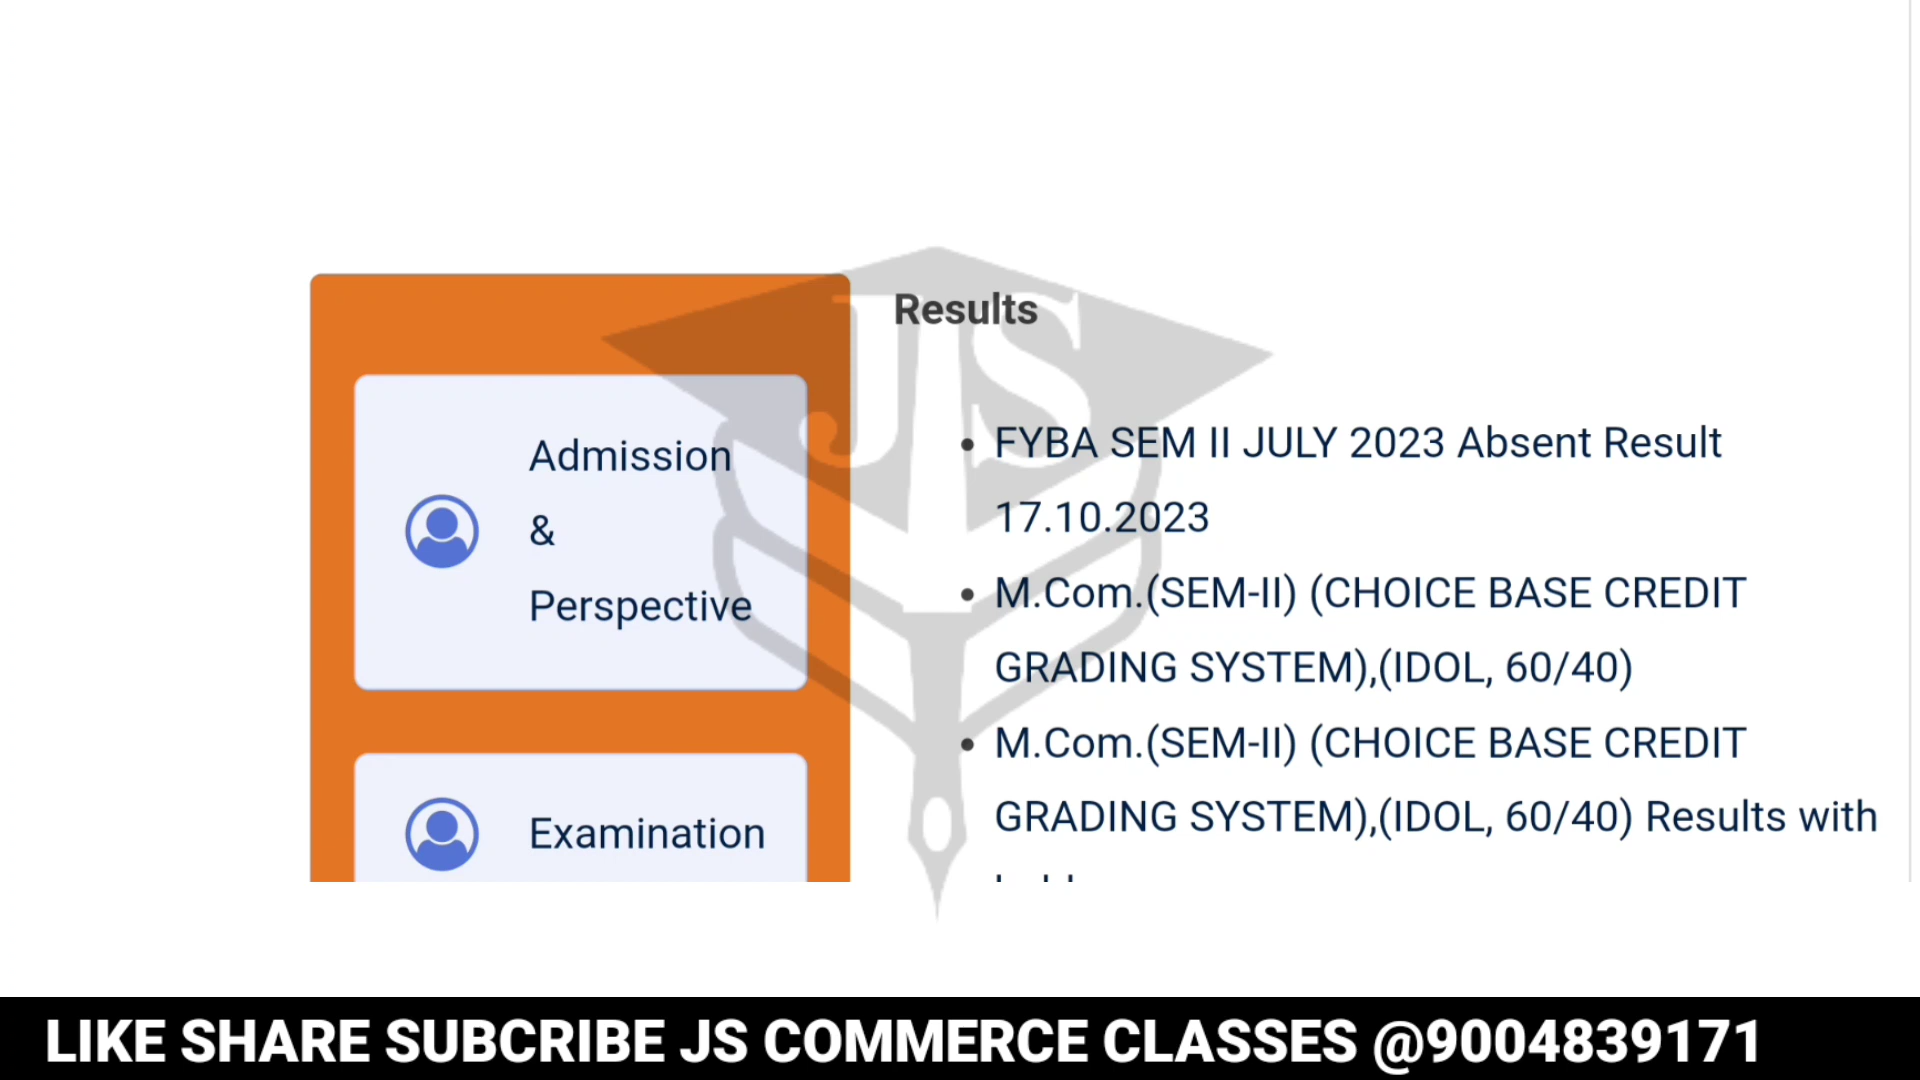 JS
Results
Admission
&
Perspective
Examination
FYBA SEM II JULY 2023 Absent Result
17.10.2023
M.Com.(SEM-II) (CHOICE BASE CREDIT
GRADING SYSTEM),(IDOL, 60/40)
M.Com.(SEM-II) (CHOICE BASE CREDIT
GRADING SYSTEM),(IDOL, 60/40) Results with
LIKE SHARE SUBCRIBE JS COMMERCE CLASSES @9004839171